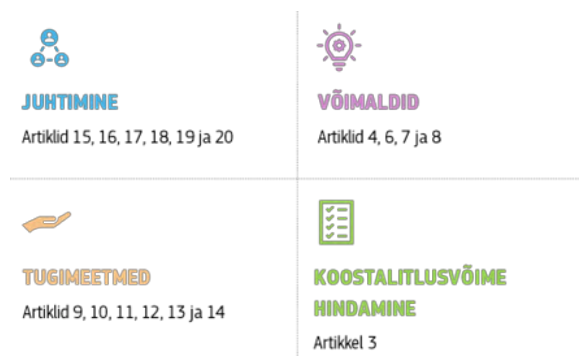 JUHTIMINE
Artiklid 15, 16, 17, 18, 19 ja 20
VÕIMALDID
Artiklid 4, 6, 7 ja 8
TUGIMEETMED
Artiklid 9, 10, 11, 12, 13 ja 14
KOOSTALITLUSVÕIME
HINDAMINE
Artikkel 3